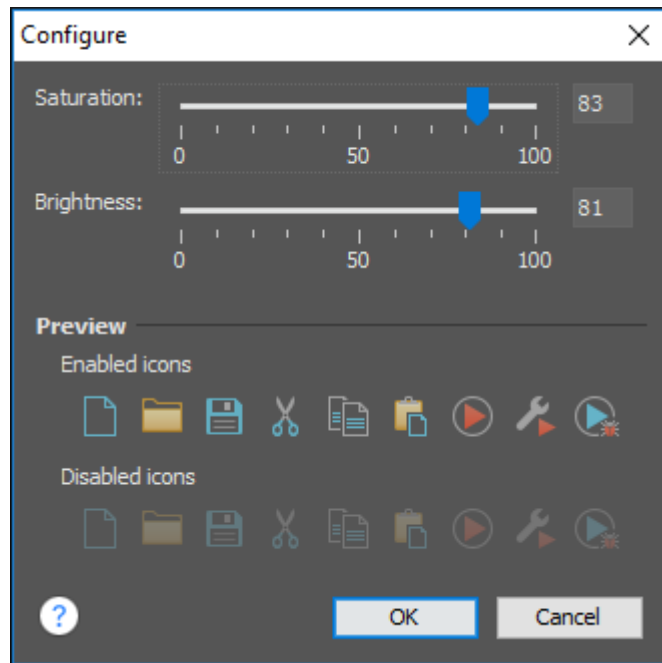 Configure
Saturation:
83
0 50 100
Brightness:
81
0 50 100
Preview
Enabled icons
Disabled icons
? OK Cancel